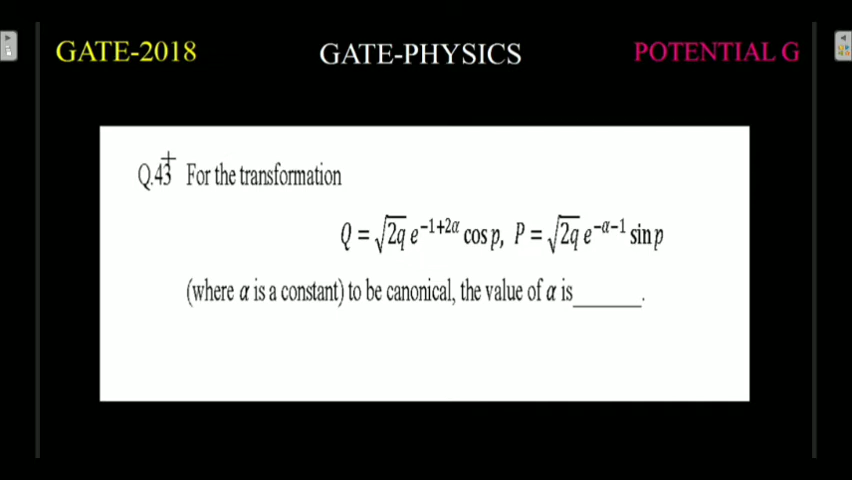 GATE-2018 GATE-PHYSICS POTENTIAL G
Q.43 For the transformation
Q = √2q e^{−1+2α} cos p, P = √2q e^{−α−1} sin p
(where α is a constant) to be canonical, the value of α is______.